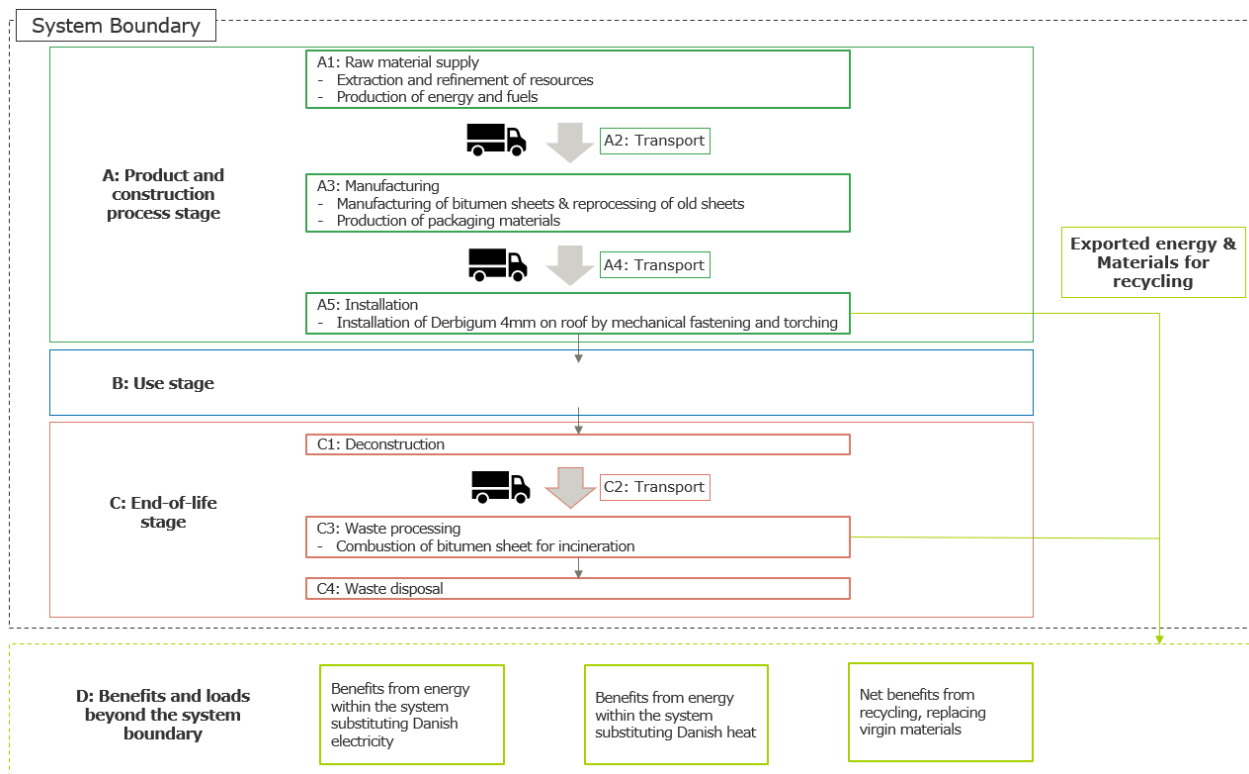 System Boundary
A1: Raw material supply
- Extraction and refinement of resources
- Production of energy and fuels
A2: Transport
A: Product and
construction
process stage
A3: Manufacturing
- Manufacturing of bitumen sheets & reprocessing of old sheets
- Production of packaging materials
A4: Transport
Exported energy &
Materials for
recycling
A5: Installation
- Installation of Derbigum 4mm on roof by mechanical fastening and torching
B: Use stage
C1: Deconstruction
C2: Transport
C: End-of-life
stage
C3: Waste processing
- Combustion of bitumen sheet for incineration
C4: Waste disposal
D: Benefits and loads
beyond the system
boundary
Benefits from energy
within the system
substituting Danish
electricity
Benefits from energy
within the system
substituting Danish heat
Net benefits from
recycling, replacing
virgin materials